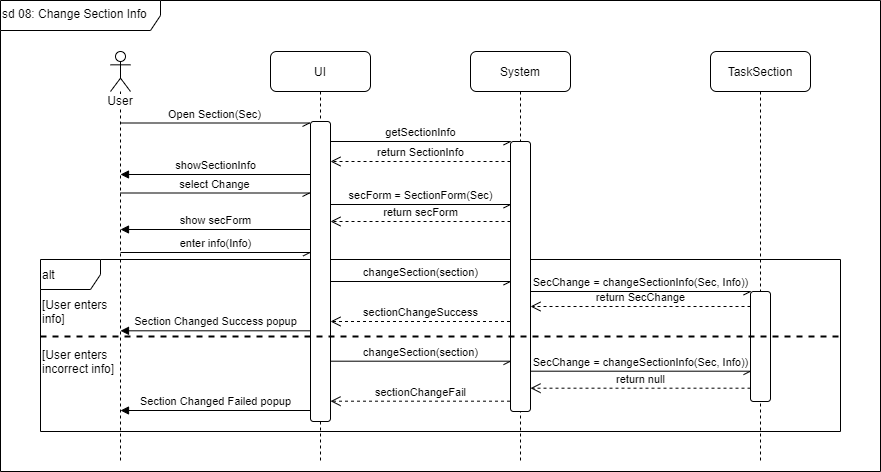 sd 08: Change Section Info
User
UI
System
TaskSection
Open Section(Sec)
getSectionInfo
return SectionInfo
showSectionInfo
select Change
secForm = SectionForm(Sec)
return secForm
show secForm
enter info(Info)
alt
changeSection(section)
SecChange = changeSectionInfo(Sec, Info))
return SecChange
[User enters
info]
sectionChangeSuccess
Section Changed Success popup
[User enters
incorrect info]
changeSection(section)
SecChange = changeSectionInfo(Sec, Info))
return null
sectionChangeFail
Section Changed Failed popup